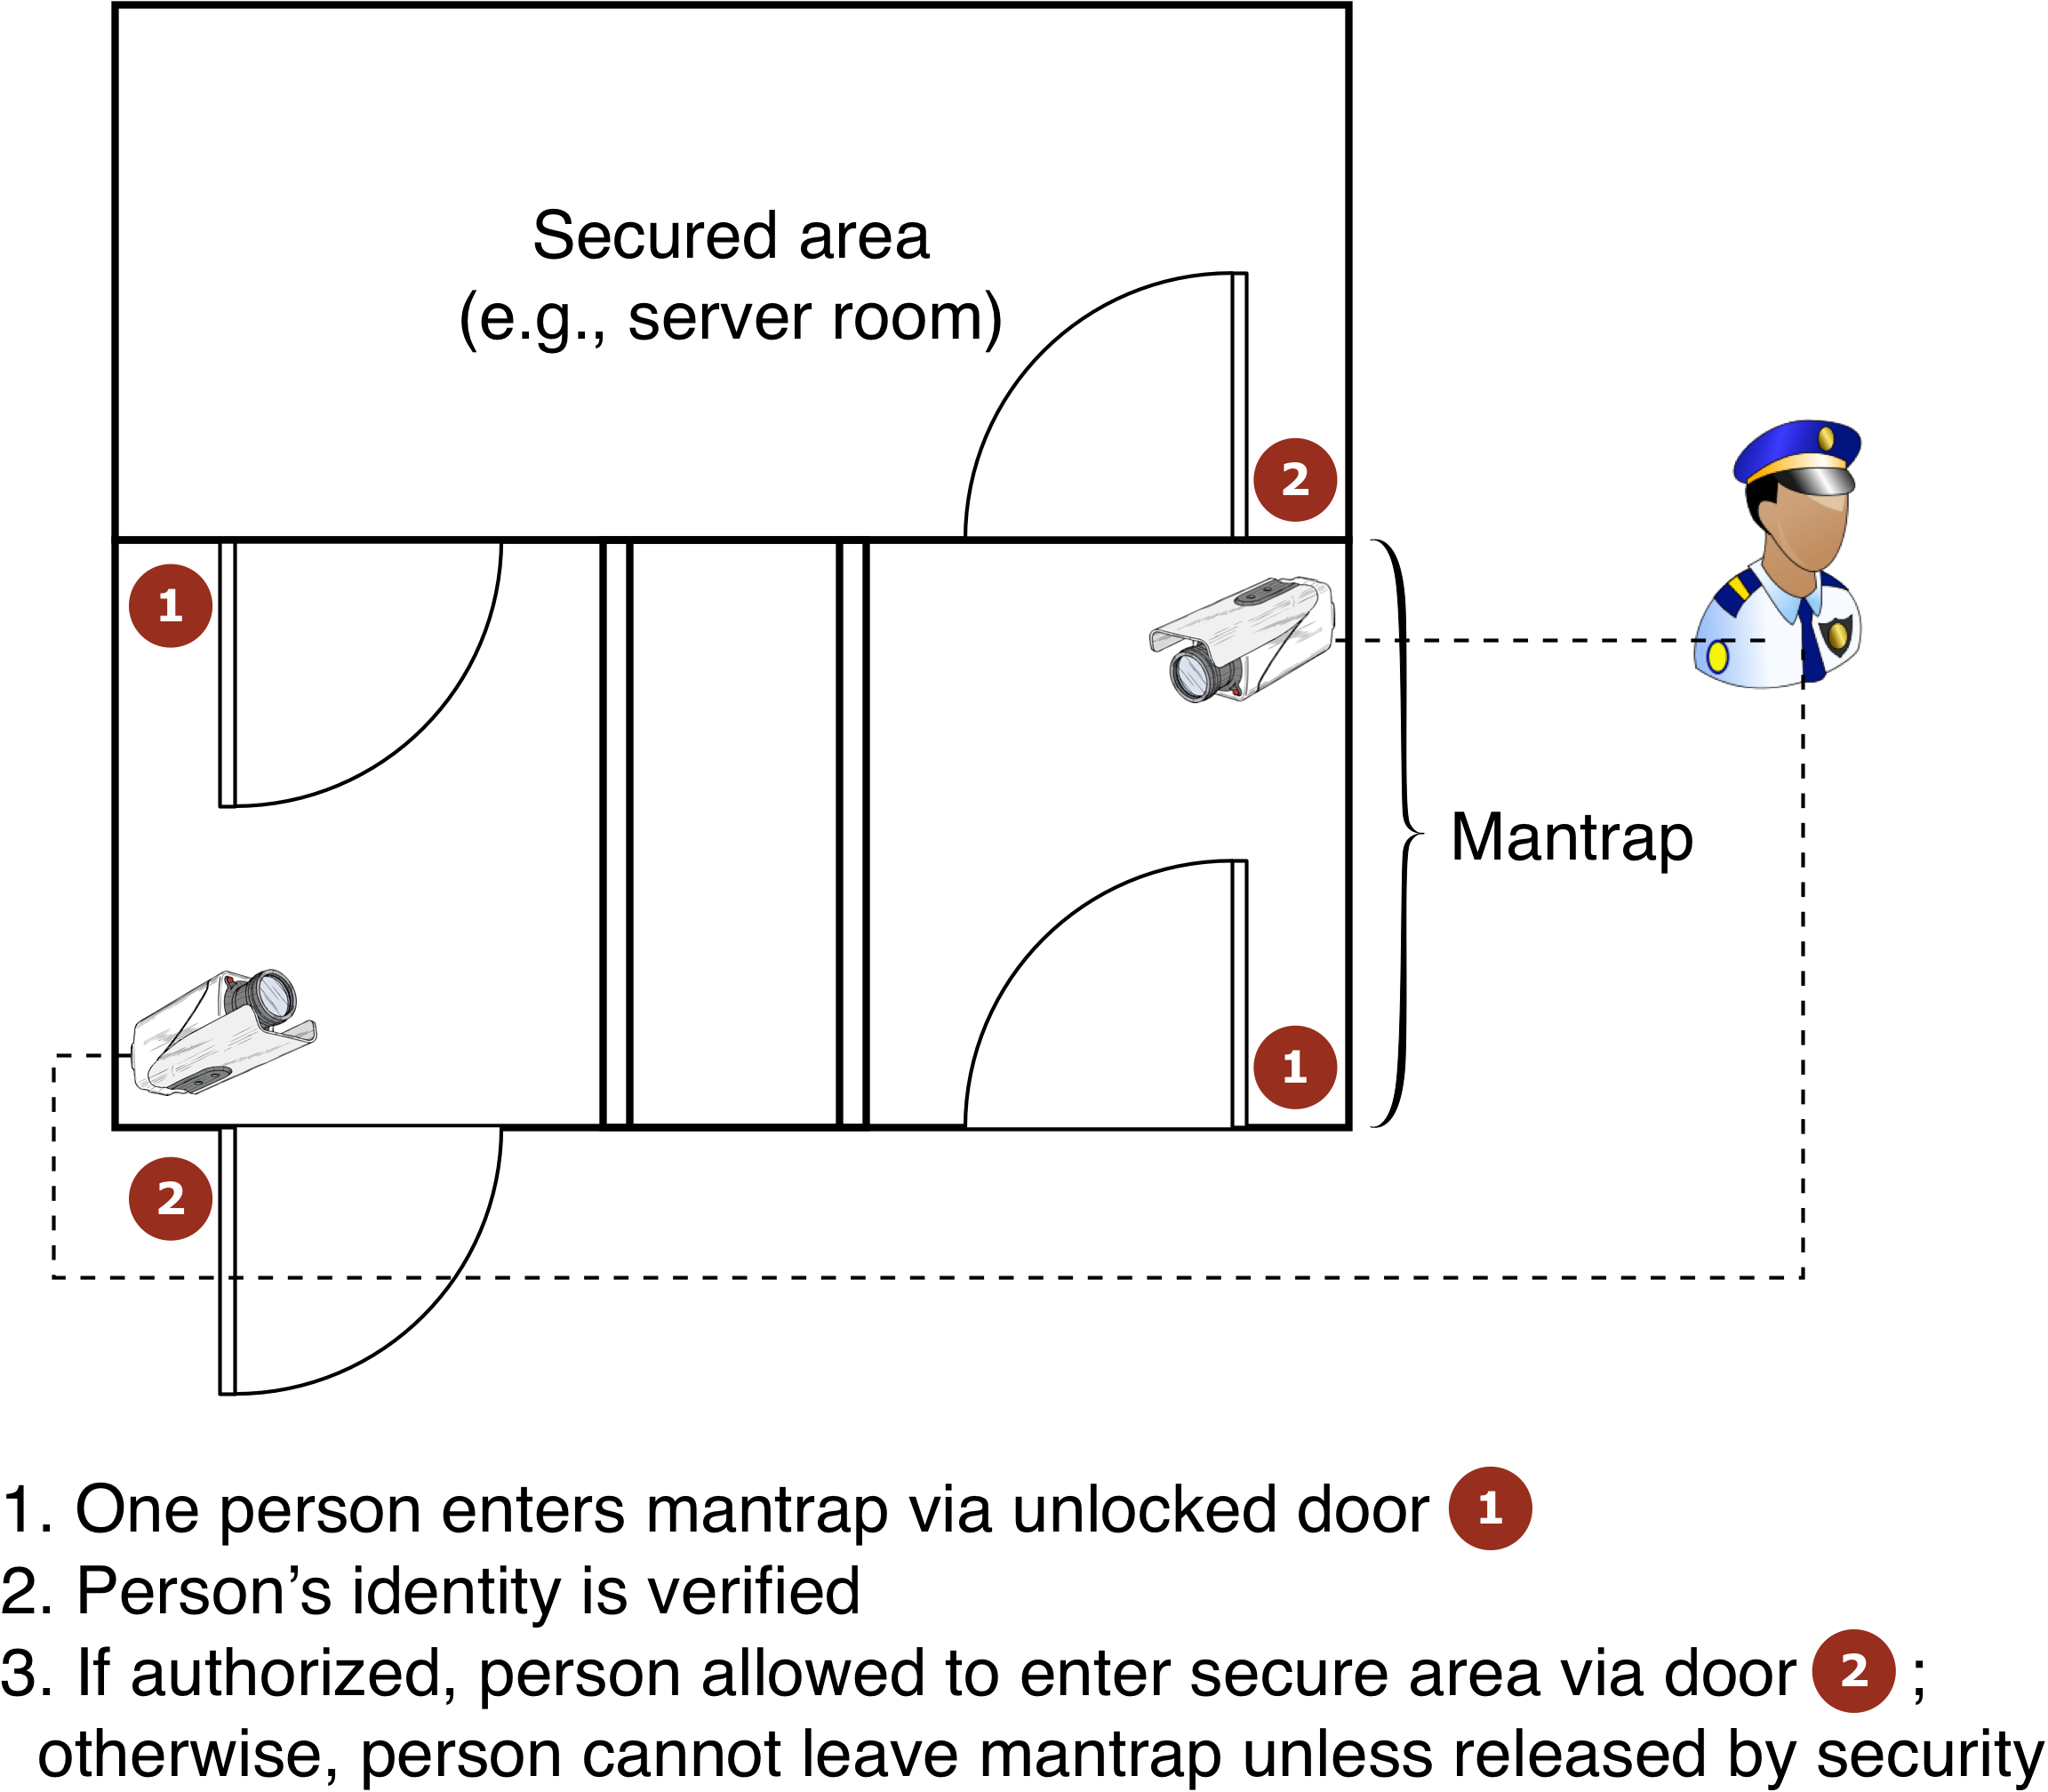 Secured area
(e.g., server room)
2
1
Mantrap
1
2
1. One person enters mantrap via unlocked door 1
2. Person’s identity is verified
3. If authorized, person allowed to enter secure area via door 2 ;
otherwise, person cannot leave mantrap unless released by security